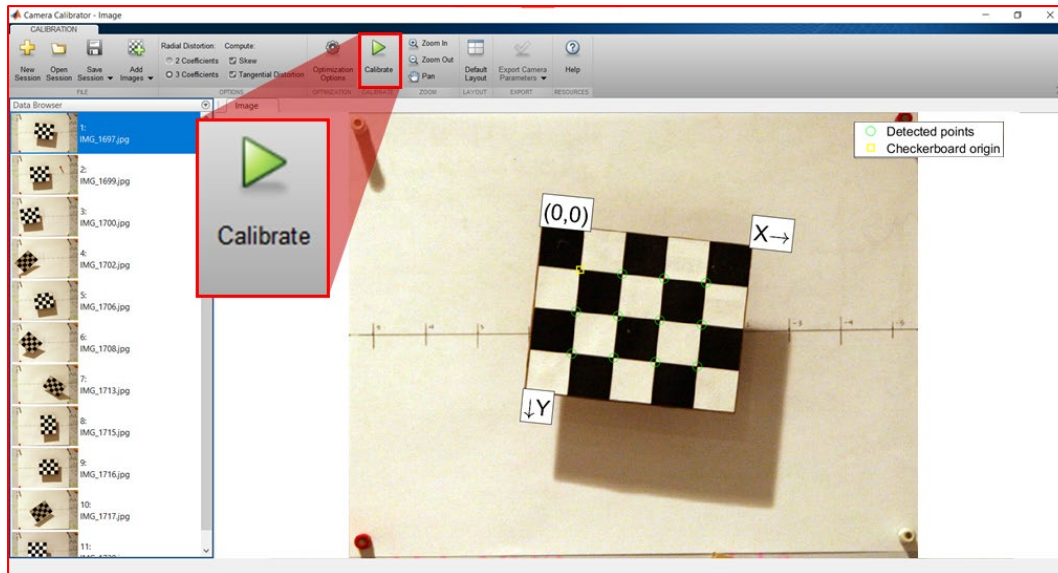 Camera Calibrator - Image
CALIBRATION
New Session
Open Session
Save Session
Add Images
FILE
Radial Distortion:
2 Coefficients
3 Coefficients
Compute:
Skew
Tangential Distortion
OPTIONS
Optimization Options
OPTIMIZATION
Calibrate
CALIBRATE
Zoom In
Zoom Out
Pan
ZOOM
Default Layout
LAYOUT
Export Camera Parameters
EXPORT
Help
RESOURCES
Data Browser
Image
1:
IMG_1697.jpg
2:
IMG_1699.jpg
3:
IMG_1700.jpg
4:
IMG_1702.jpg
5:
IMG_1706.jpg
6:
IMG_1708.jpg
7:
IMG_1713.jpg
8:
IMG_1715.jpg
9:
IMG_1716.jpg
10:
IMG_1717.jpg
11:
Calibrate
Detected points
Checkerboard origin
(0,0)
X→
↓Y